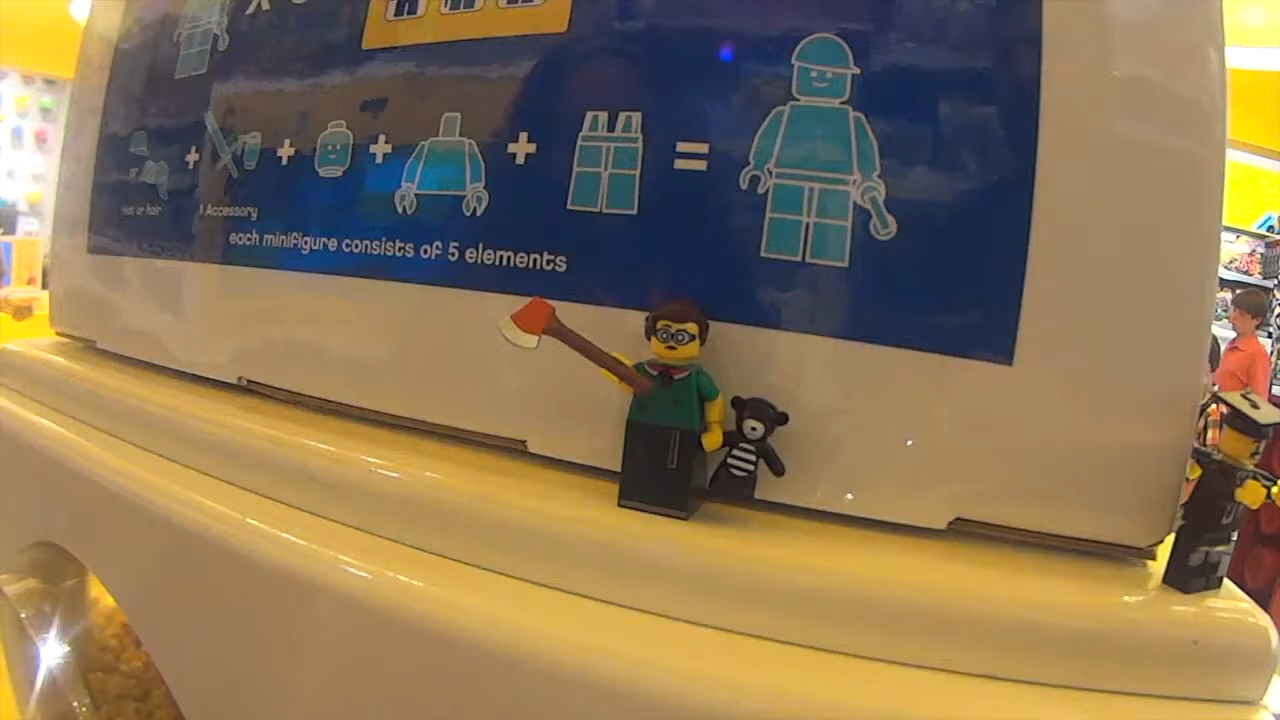 Hat or hair
1 Accessory
each minifigure consists of 5 elements